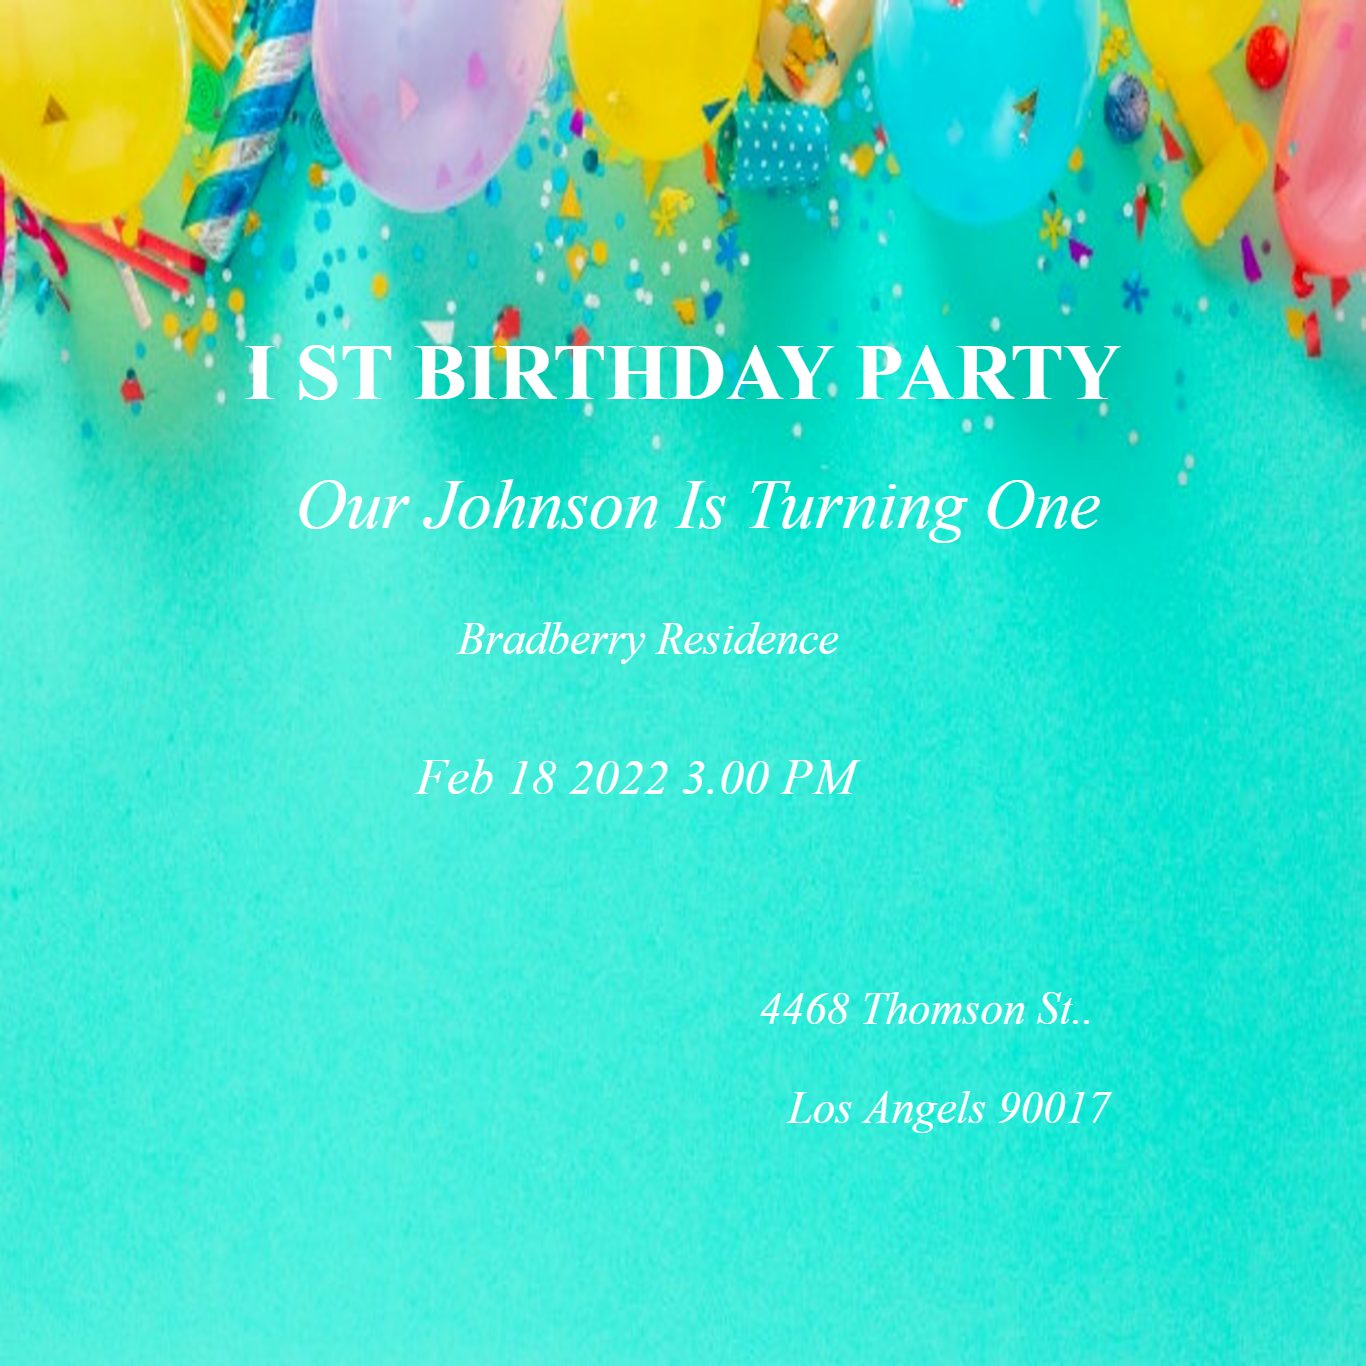 I ST BIRTHDAY PARTY
Our Johnson Is Turning One
Bradberry Residence
Feb 18 2022 3.00 PM
4468 Thomson St..
Los Angels 90017